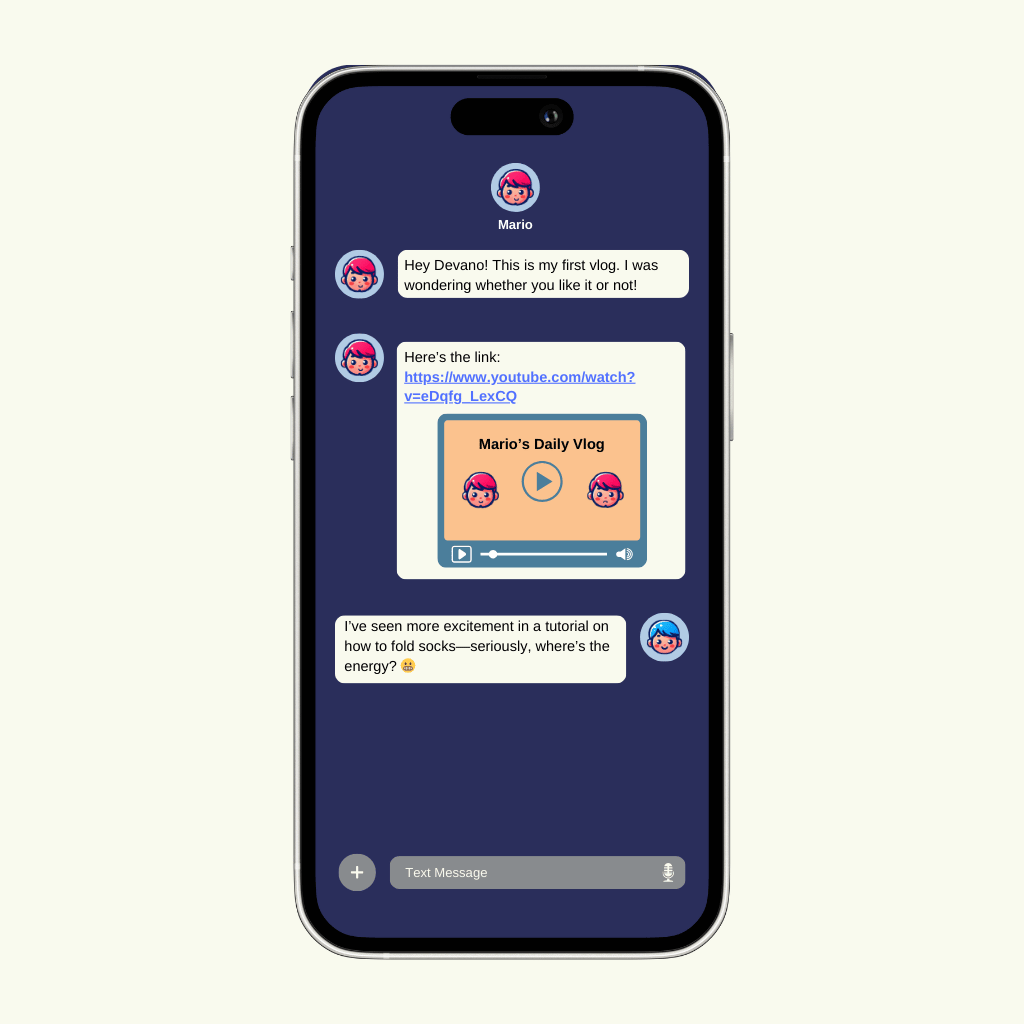 Mario
Hey Devano! This is my first vlog. I was
wondering whether you like it or not!
Here’s the link:
https://www.youtube.com/watch?
v=eDqfg_LexCQ
Mario’s Daily Vlog
I’ve seen more excitement in a tutorial on
how to fold socks—seriously, where’s the
energy? 😬
Text Message